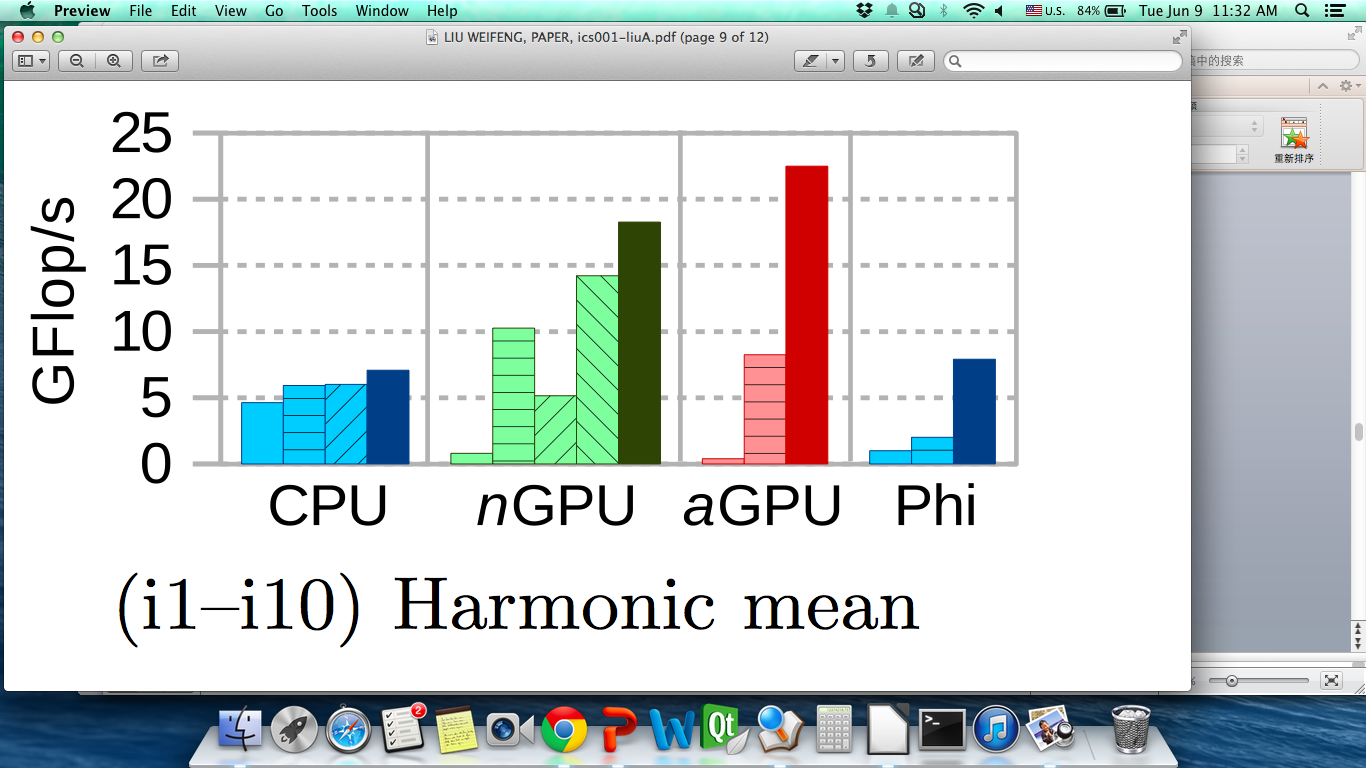 Preview File Edit View Go Tools Window Help U.S. 84% Tue Jun 9 11:32 AM
LIU WEIFENG, PAPER, ics001-liuA.pdf (page 9 of 12)
中的搜索
重新排序
GFlop/s
25
20
15
10
5
0
CPU nGPU aGPU Phi
(i1–i10) Harmonic mean
2
Qt